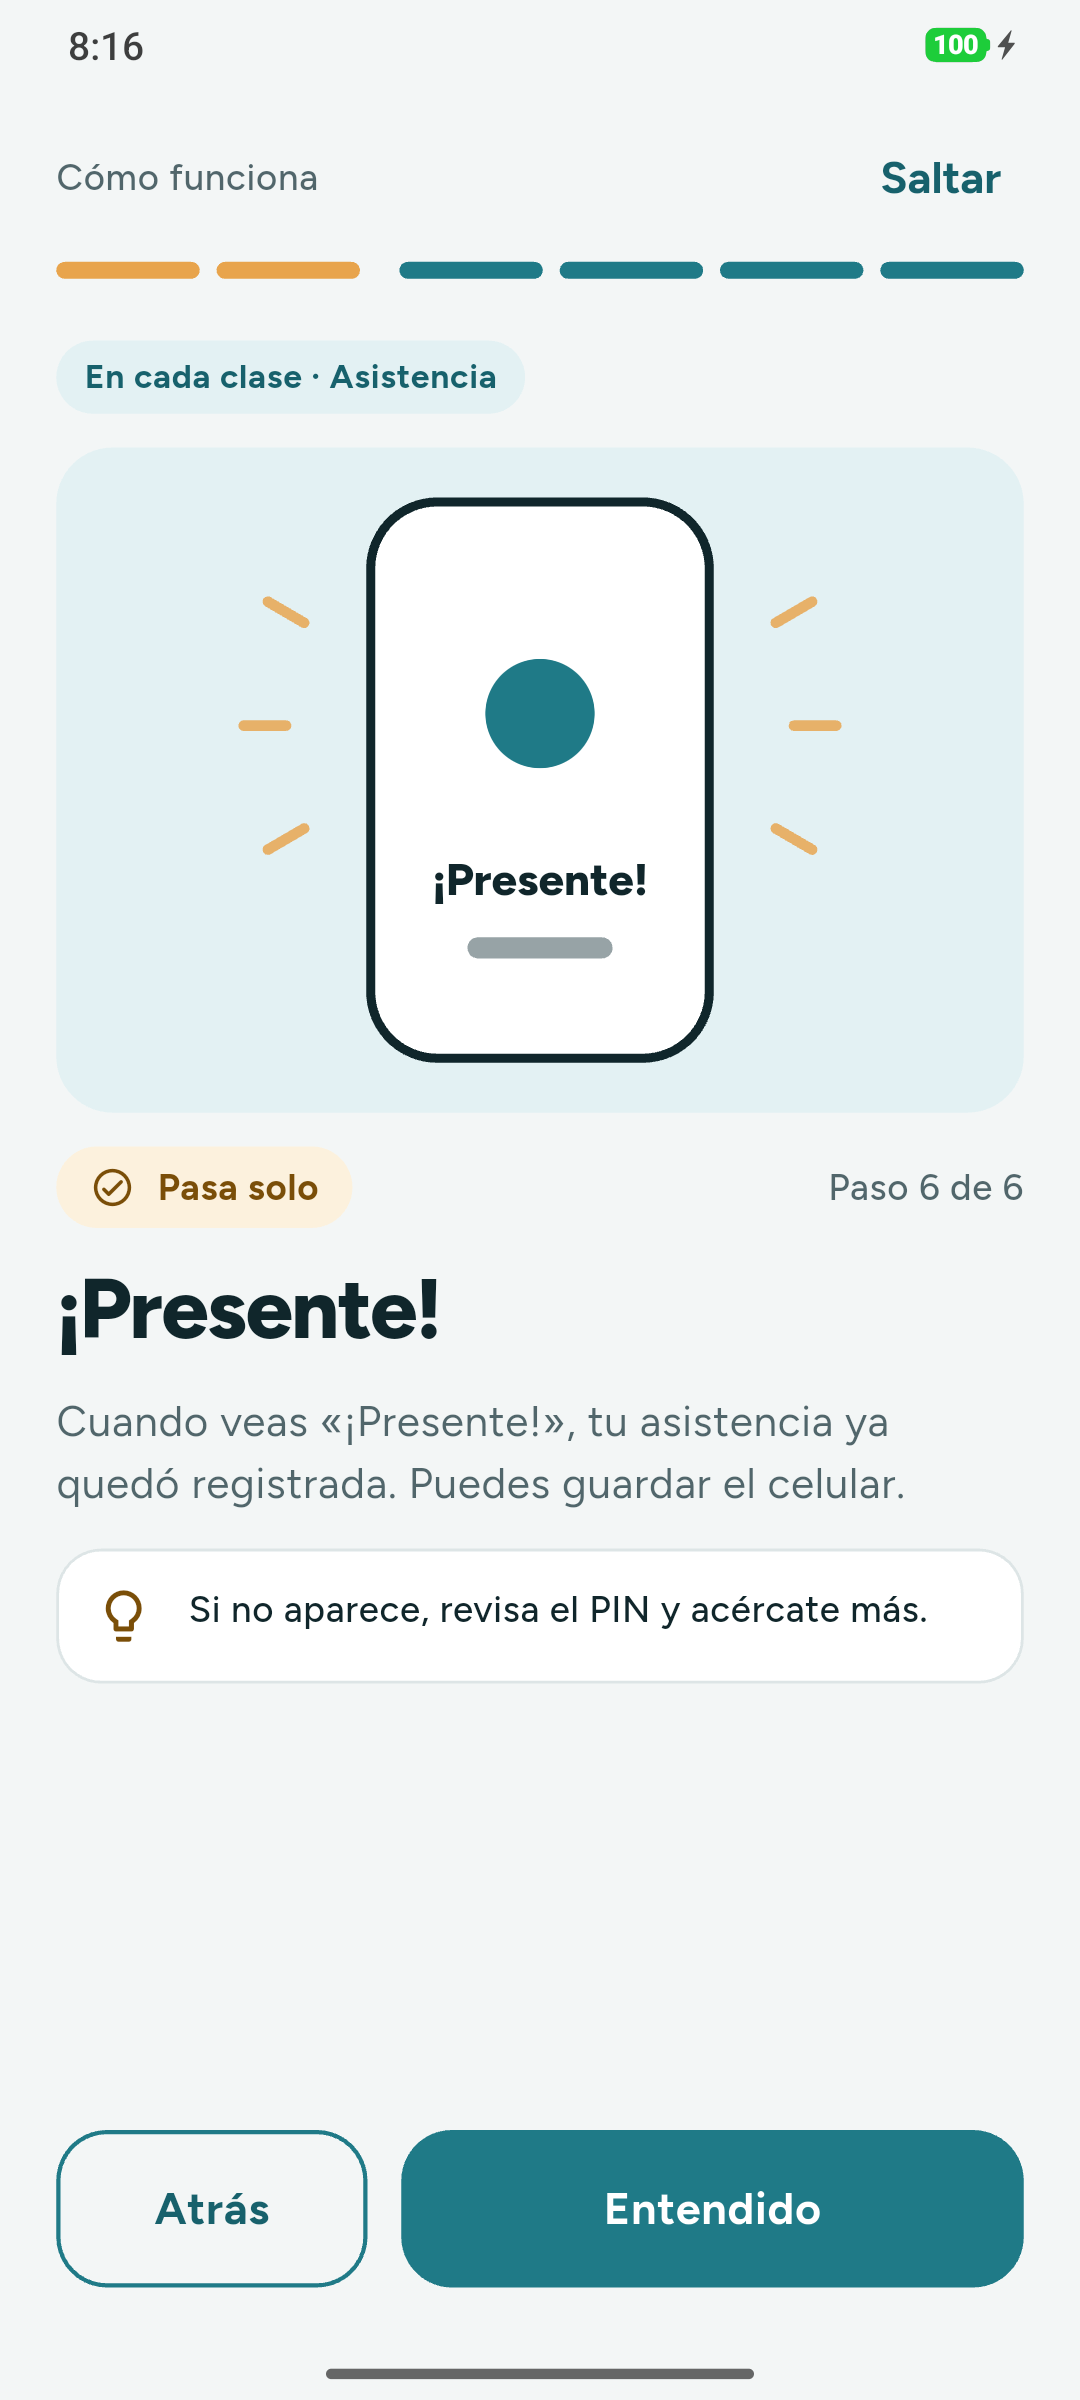 8:16
100
Cómo funciona
Saltar
En cada clase · Asistencia
¡Presente!
Pasa solo
Paso 6 de 6
¡Presente!
Cuando veas «¡Presente!», tu asistencia ya
quedó registrada. Puedes guardar el celular.
Si no aparece, revisa el PIN y acércate más.
Atrás
Entendido